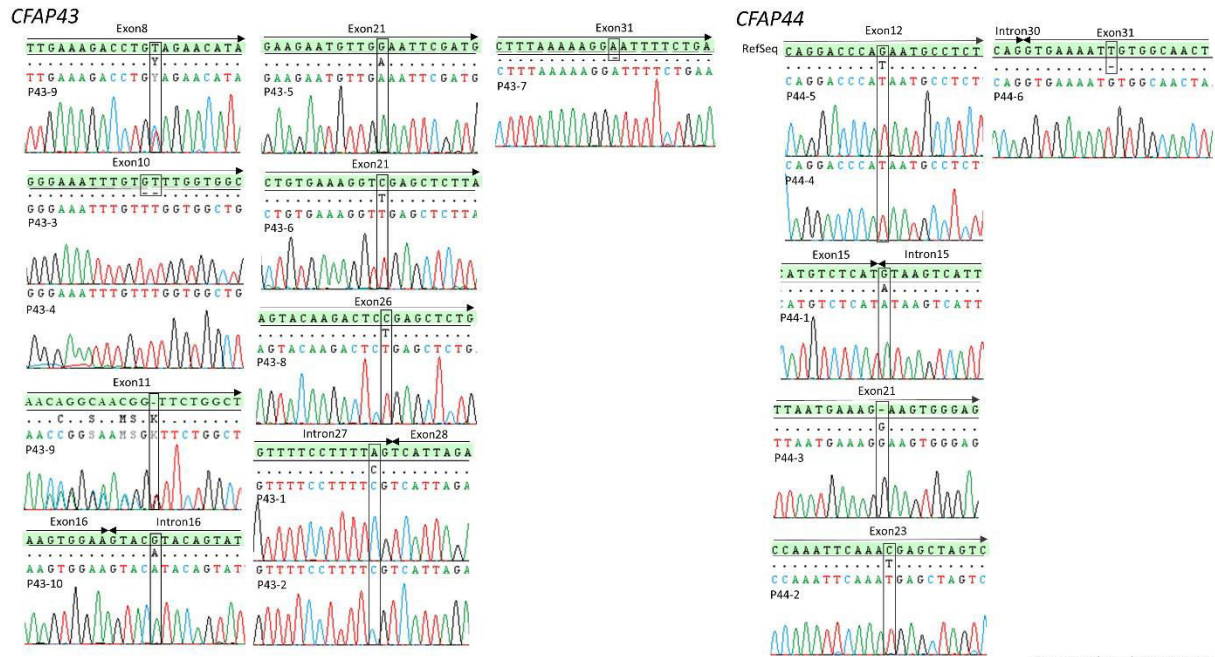 CFAP43
Exon8
TTGAAAGACCTGTAGAACATA
Y
TTGAAAGACCTGYAGAACATA
P43-9
Exon10
GGGAAATTTGTGTTTGGTGGC
- -
GGGAAATTTGTTTGGTGGCTG
P43-3
GGGAAATTTGTTTGGTGGCTG
P43-4
Exon11
AACAGGCAACGG-TTCTGGCT
. . C . S . . M S . K . . . . . . .
AACCGGSAAMSGKTTCTGGCT
P43-9
Exon16 Intron16
AAGTGGAAGTACGTACAGTAT
A
AAGTGGAAGTACATACAGTAT
P43-10
Exon21
GAAGAATGTTGGAATTCGATG
A
GAAGAATGTTGAAATTCGATG
P43-5
Exon21
CTGTGAAAGGTCGAGCTCTTA
T
CTGTGAAAGGTTGAGCTCTTA
P43-6
Exon26
AGTACAAGACTCCGAGCTCTG
T
AGTACAAGACTCTGAGCTCTG
P43-8
Intron27 Exon28
GTTTTCCTTTTAGTCATTAGA
C
P43-1
GTTTTCCTTTTCGTCATTAGA
GTTTTCCTTTTCGTCATTAGA
P43-2
Exon31
CTTTAAAAAGGAATTTTCTGA
-
CTTTAAAAAGGATTTTCTGAA
P43-7
CFAP44
Exon12
RefSeq CAGGACCCAGAATGCCTCT
T
CAGGACCCATAATGCCTCT
P44-5
CAGGACCCATAATGCCTCT
P44-4
Exon15 Intron15
CATGTCTCATGTAAGTCATT
A
CATGTCTCATATAAGTCATT
P44-1
Exon21
TTAATGAAAG-AAGTGGGAG
G
TTAATGAAAGGAAGTGGGAG
P44-3
Exon23
CCAAATTCAAACGAGCTAGTC
T
CCAAATTCAAATGAGCTAGTC
P44-2
Intron30 Exon31
CAGGTGAAAATTGTGGCAACT
-
CAGGTGAAAATGTGGCAACTA
P44-6